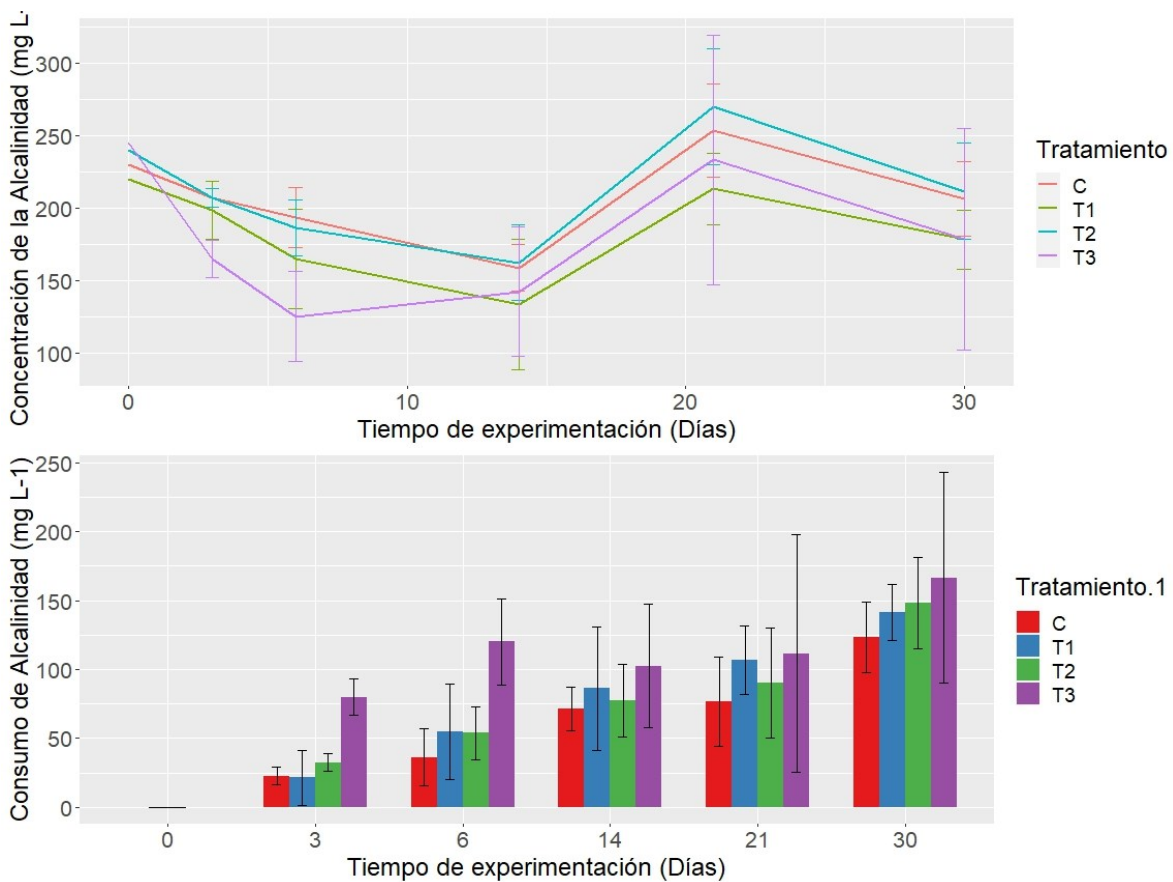 Concentración de la Alcalinidad (mg L-
300
250
200
150
100
0
10
20
30
Tiempo de experimentación (Días)
Tratamiento
C
T1
T2
T3
Consumo de Alcalinidad (mg L-1)
250
200
150
100
50
0
0
3
6
14
21
30
Tiempo de experimentación (Días)
Tratamiento.1
C
T1
T2
T3